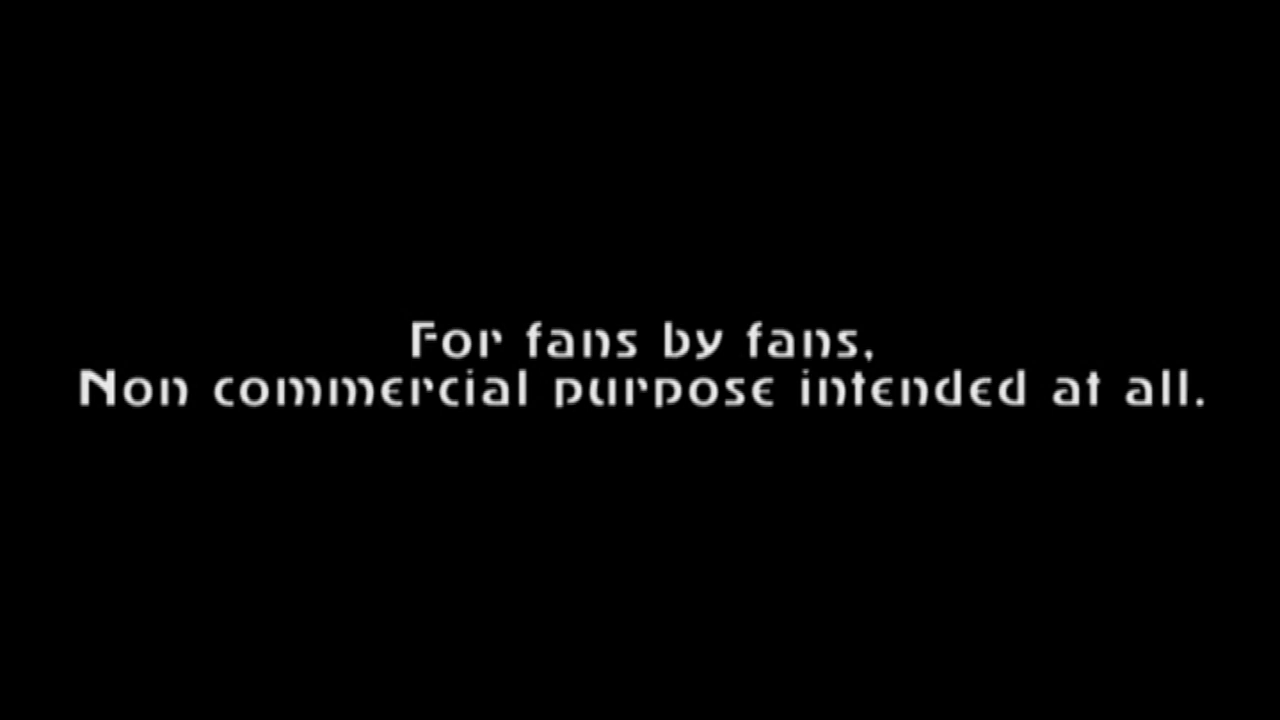 For fans by fans,
Non commercial purpose intended at all.